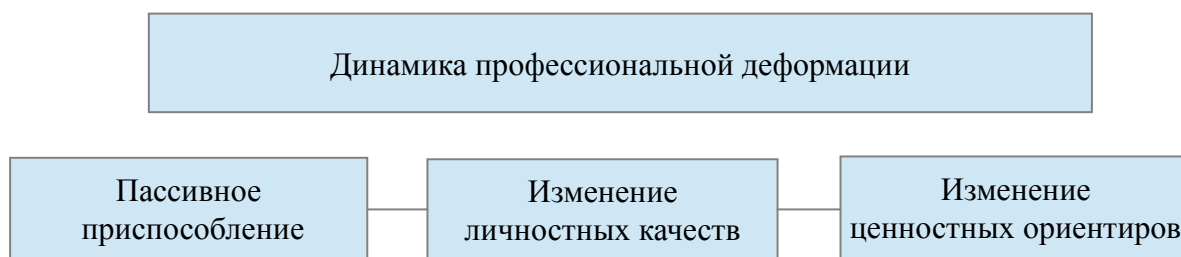 Динамика профессиональной деформации
Пассивное
приспособление
Изменение
личностных качеств
Изменение
ценностных ориентиров